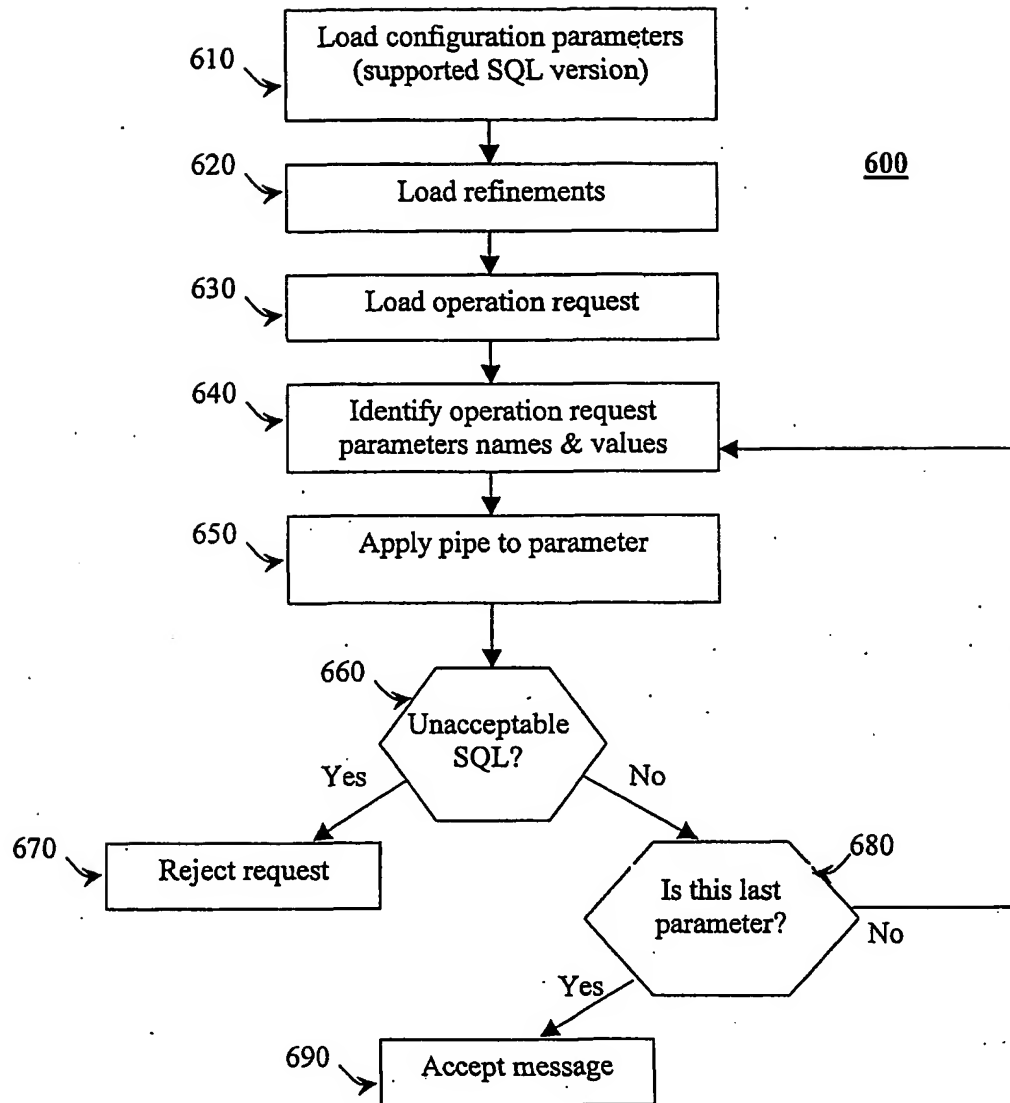 610
Load configuration parameters
(supported SQL version)
600
620
Load refinements
630
Load operation request
640
Identify operation request
parameters names & values
650
Apply pipe to parameter
660
Unacceptable
SQL?
Yes
No
670
Reject request
680
Is this last
parameter?
No
Yes
690
Accept message